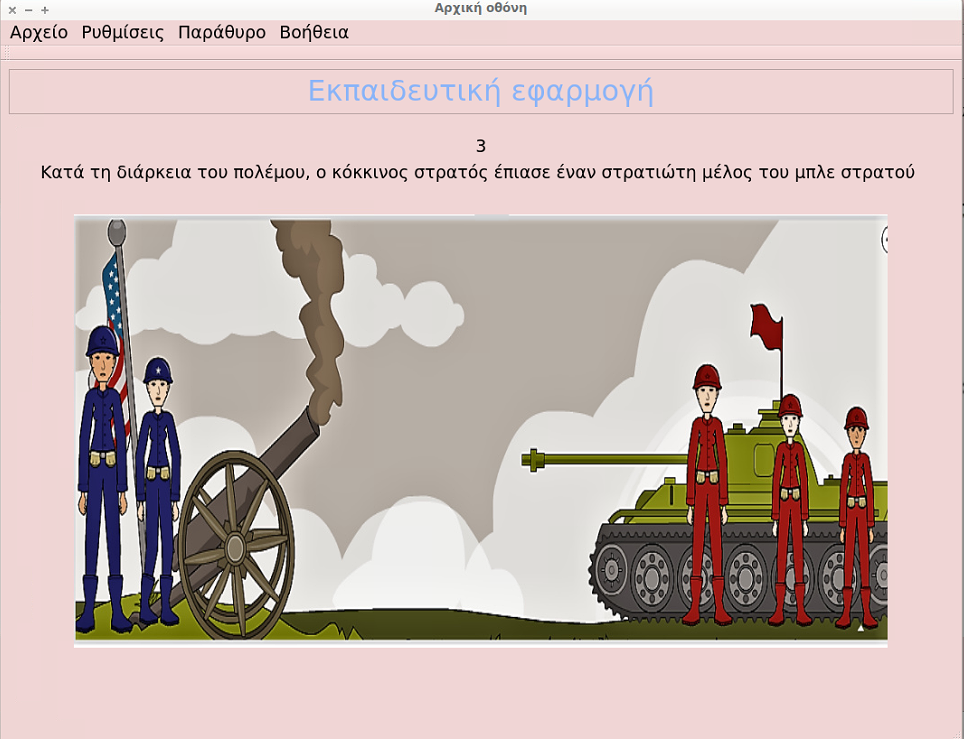 Αρχική οθόνη
Αρχείο Ρυθμίσεις Παράθυρο Βοήθεια
Εκπαιδευτική εφαρμογή
3
Κατά τη διάρκεια του πολέμου, ο κόκκινος στρατός έπιασε έναν στρατιώτη μέλος του μπλε στρατού